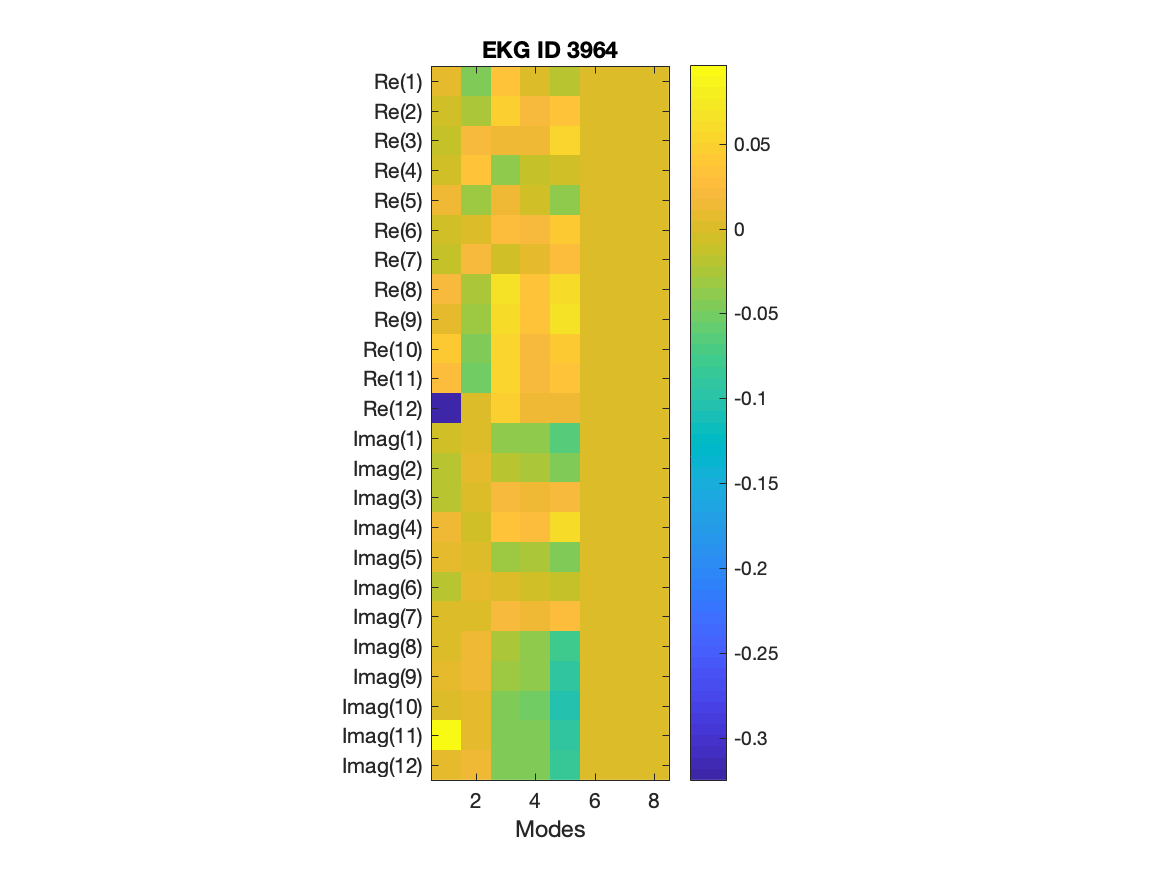 EKG ID 3964
Re(1)
Re(2)
Re(3)
Re(4)
Re(5)
Re(6)
Re(7)
Re(8)
Re(9)
Re(10)
Re(11)
Re(12)
Imag(1)
Imag(2)
Imag(3)
Imag(4)
Imag(5)
Imag(6)
Imag(7)
Imag(8)
Imag(9)
Imag(10)
Imag(11)
Imag(12)
2 4 6 8
Modes
0.05
0
-0.05
-0.1
-0.15
-0.2
-0.25
-0.3